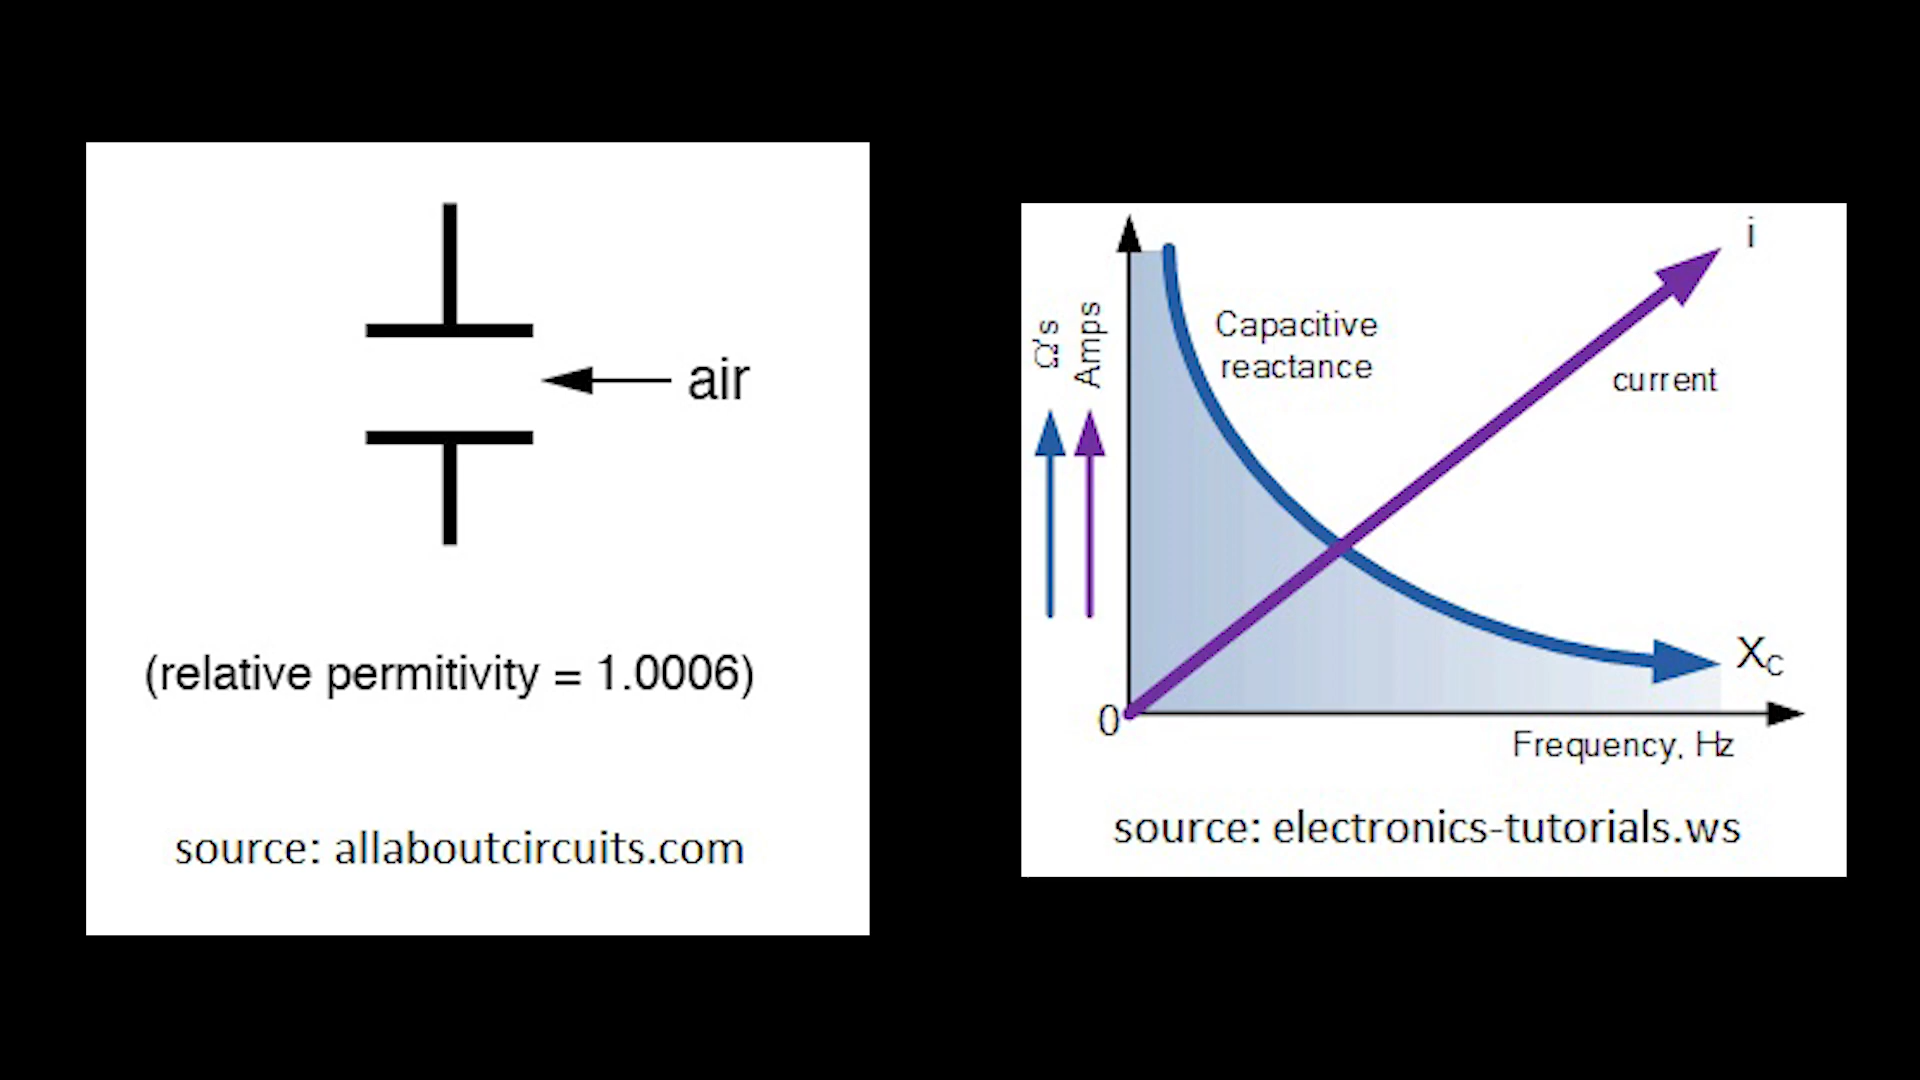 air
(relative permitivity = 1.0006)
source: allaboutcircuits.com
i
Ω's
Amps
Capacitive
reactance
current
XC
0
Frequency, Hz
source: electronics-tutorials.ws